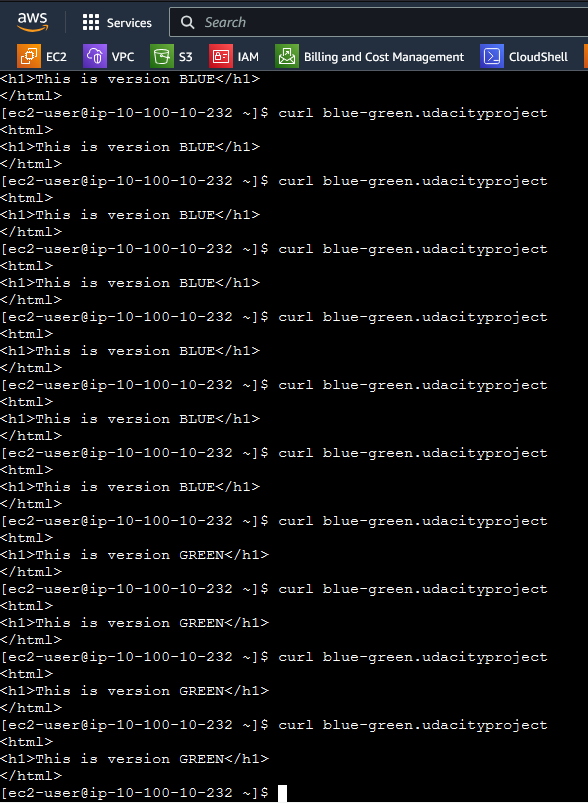 aws
Services
Search
EC2 VPC S3 IAM Billing and Cost Management CloudShell
<h1>This is version BLUE</h1>
</html>
[ec2-user@ip-10-100-10-232 ~]$ curl blue-green.udacityproject
<html>
<h1>This is version BLUE</h1>
</html>
[ec2-user@ip-10-100-10-232 ~]$ curl blue-green.udacityproject
<html>
<h1>This is version BLUE</h1>
</html>
[ec2-user@ip-10-100-10-232 ~]$ curl blue-green.udacityproject
<html>
<h1>This is version BLUE</h1>
</html>
[ec2-user@ip-10-100-10-232 ~]$ curl blue-green.udacityproject
<html>
<h1>This is version BLUE</h1>
</html>
[ec2-user@ip-10-100-10-232 ~]$ curl blue-green.udacityproject
<html>
<h1>This is version BLUE</h1>
</html>
[ec2-user@ip-10-100-10-232 ~]$ curl blue-green.udacityproject
<html>
<h1>This is version BLUE</h1>
</html>
[ec2-user@ip-10-100-10-232 ~]$ curl blue-green.udacityproject
<html>
<h1>This is version GREEN</h1>
</html>
[ec2-user@ip-10-100-10-232 ~]$ curl blue-green.udacityproject
<html>
<h1>This is version GREEN</h1>
</html>
[ec2-user@ip-10-100-10-232 ~]$ curl blue-green.udacityproject
<html>
<h1>This is version GREEN</h1>
</html>
[ec2-user@ip-10-100-10-232 ~]$ curl blue-green.udacityproject
<html>
<h1>This is version GREEN</h1>
</html>
[ec2-user@ip-10-100-10-232 ~]$